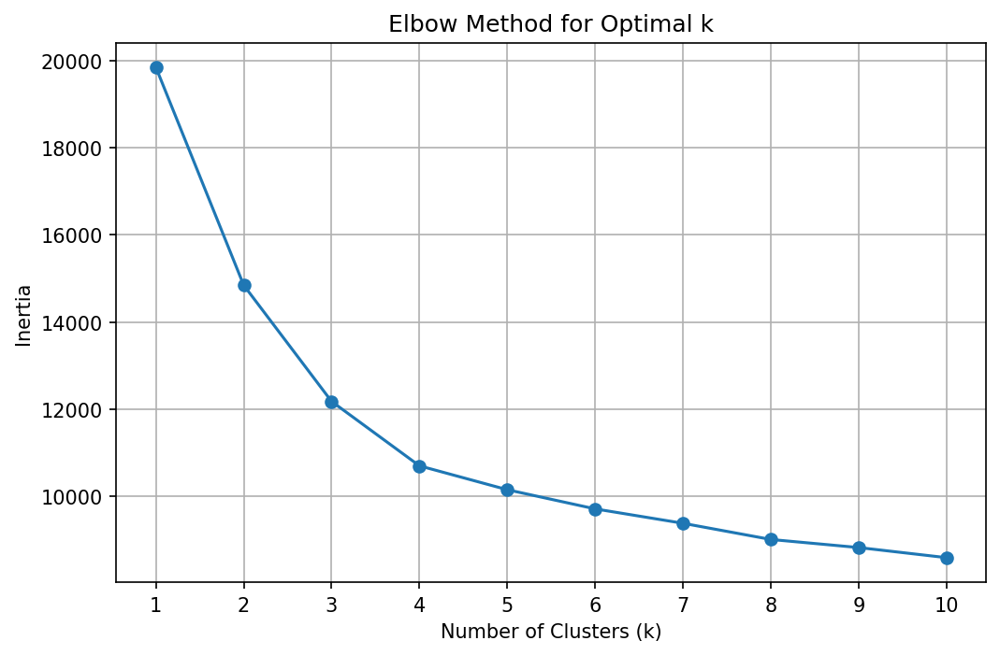 Elbow Method for Optimal k
20000
18000
16000
14000
12000
10000
Inertia
1 2 3 4 5 6 7 8 9 10
Number of Clusters (k)